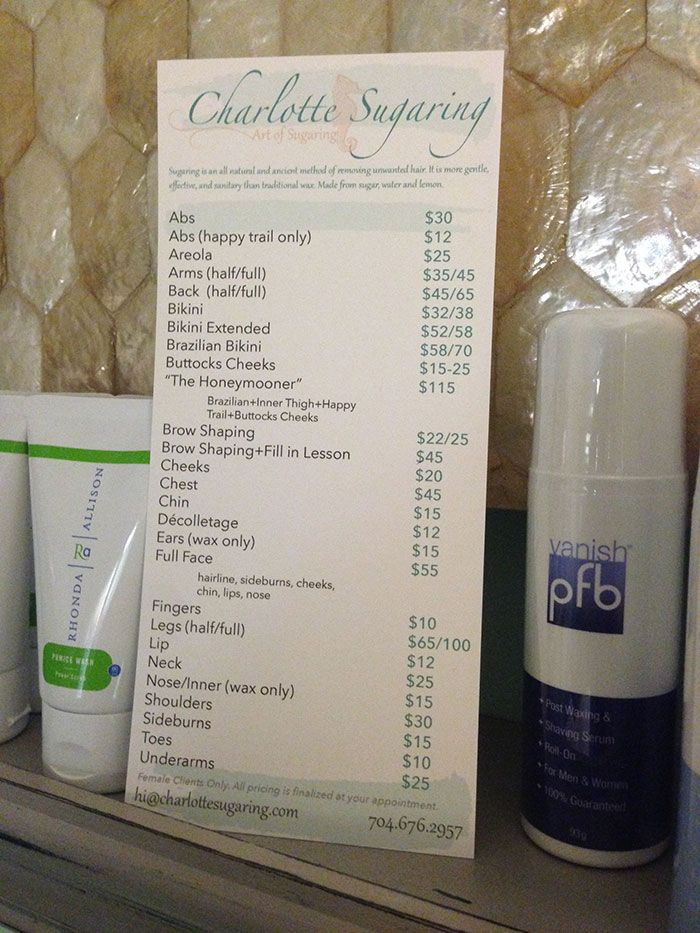 Charlotte Sugaring
Art of Sugaring
Sugaring is an all natural and ancient method of removing unwanted hair. It is more gentle,
effective, and sanitary than traditional wax. Made from sugar, water and lemon.
Abs $30
Abs (happy trail only) $12
Areola $25
Arms (half/full) $35/45
Back (half/full) $45/65
Bikini $32/38
Bikini Extended $52/58
Brazilian Bikini $58/70
Buttocks Cheeks $15-25
"The Honeymooner" $115
Brazilian+Inner Thigh+Happy
Trail+Buttocks Cheeks
Brow Shaping $22/25
Brow Shaping+Fill in Lesson $45
Cheeks $20
Chest $45
Chin $15
Décolletage $12
Ears (wax only) $15
Full Face $55
hairline, sideburns, cheeks,
chin, lips, nose
Fingers $10
Legs (half/full) $65/100
Lip $12
Neck $25
Nose/Inner (wax only) $15
Shoulders $30
Sideburns $15
Toes $10
Underarms $25
Female Clients Only. All pricing is finalized at your appointment.
hi@charlottesugaring.com 704.676.2957
RHONDA Ra ALLISON
PUMICE WASH
Power Scrub
vanish™
pfb
+ Post Waxing &
+ Shaving Serum
+ Roll-On
+ For Men & Women
+ 100% Guaranteed
93g